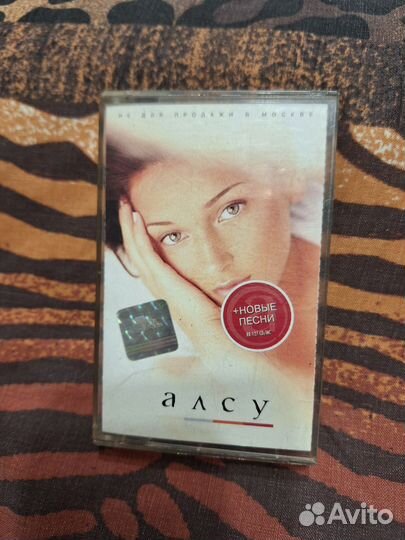 НЕ ДЛЯ ПРОДАЖИ В МОСКВЕ
+НОВЫЕ
ПЕСНИ
алсу
Avito